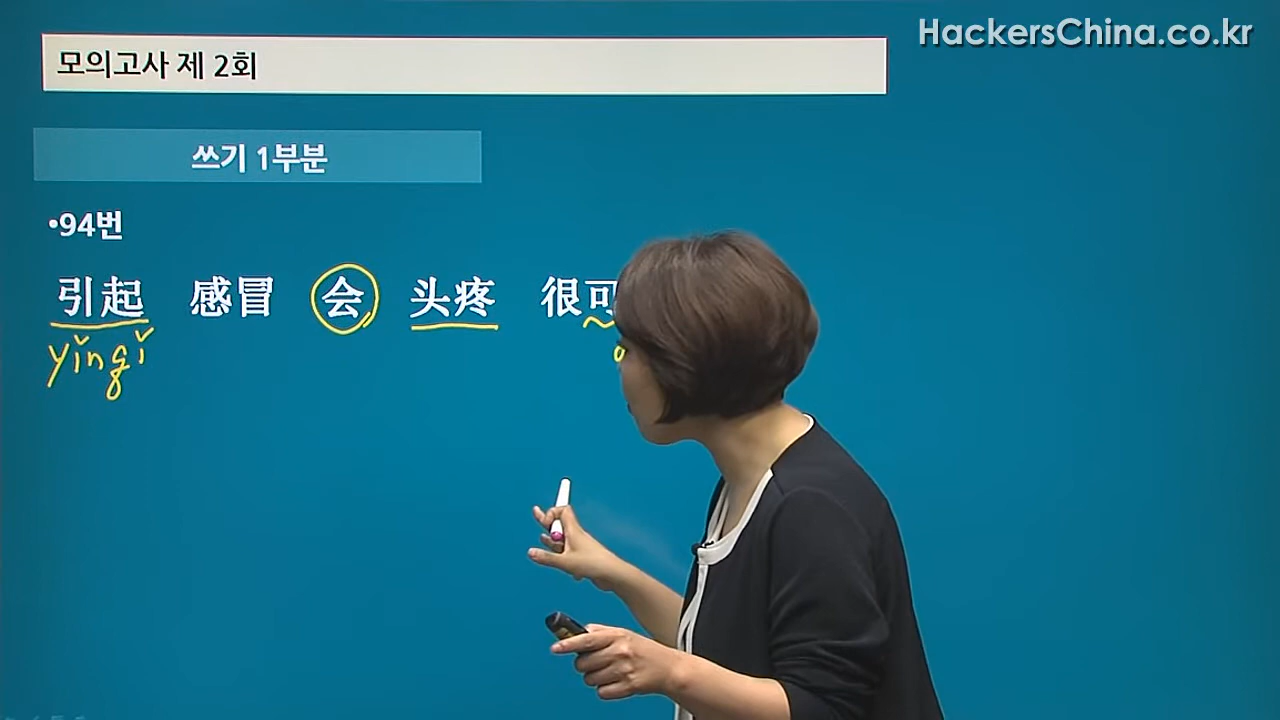 HackersChina.co.kr
모의고사 제 2회
쓰기 1부분
•94번
引起 感冒 会 头疼 很可
yǐnqǐ